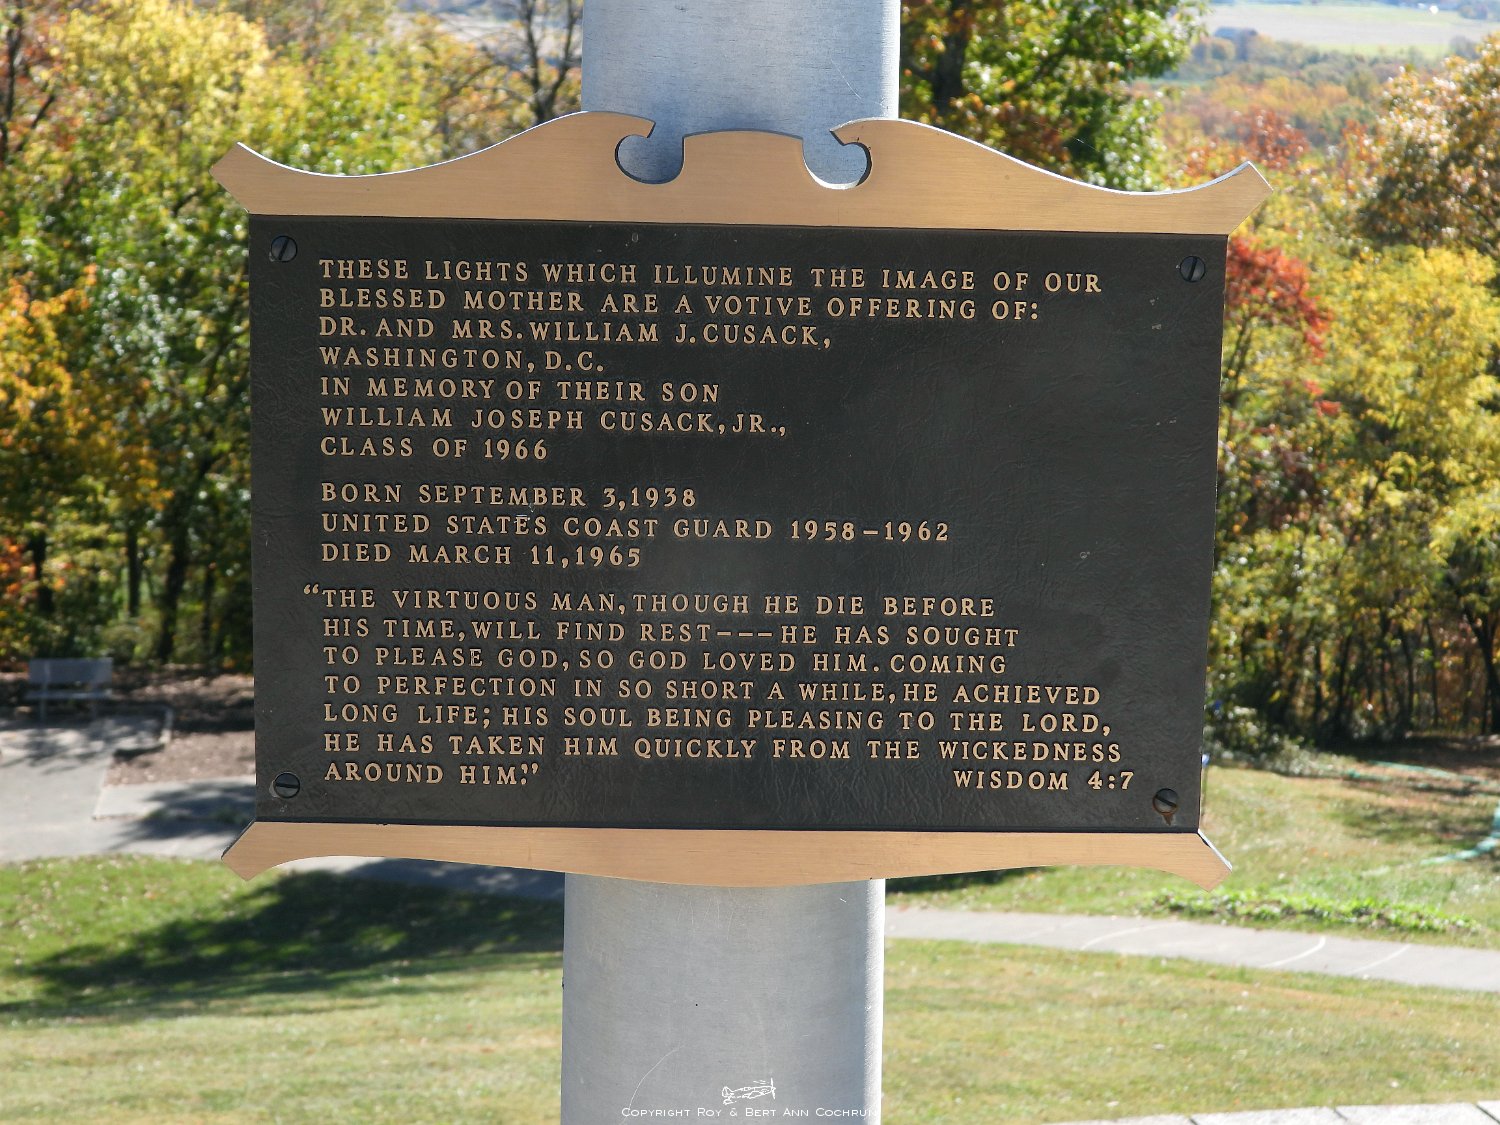 THESE LIGHTS WHICH ILLUMINE THE IMAGE OF OUR
BLESSED MOTHER ARE A VOTIVE OFFERING OF:
DR. AND MRS. WILLIAM J. CUSACK,
WASHINGTON, D.C.
IN MEMORY OF THEIR SON
WILLIAM JOSEPH CUSACK, JR.,
CLASS OF 1966
BORN SEPTEMBER 3, 1938
UNITED STATES COAST GUARD 1958-1962
DIED MARCH 11, 1965
"THE VIRTUOUS MAN, THOUGH HE DIE BEFORE
HIS TIME, WILL FIND REST---HE HAS SOUGHT
TO PLEASE GOD, SO GOD LOVED HIM. COMING
TO PERFECTION IN SO SHORT A WHILE, HE ACHIEVED
LONG LIFE; HIS SOUL BEING PLEASING TO THE LORD,
HE HAS TAKEN HIM QUICKLY FROM THE WICKEDNESS
AROUND HIM." WISDOM 4:7
COPYRIGHT ROY & BERT ANN COCHRUN